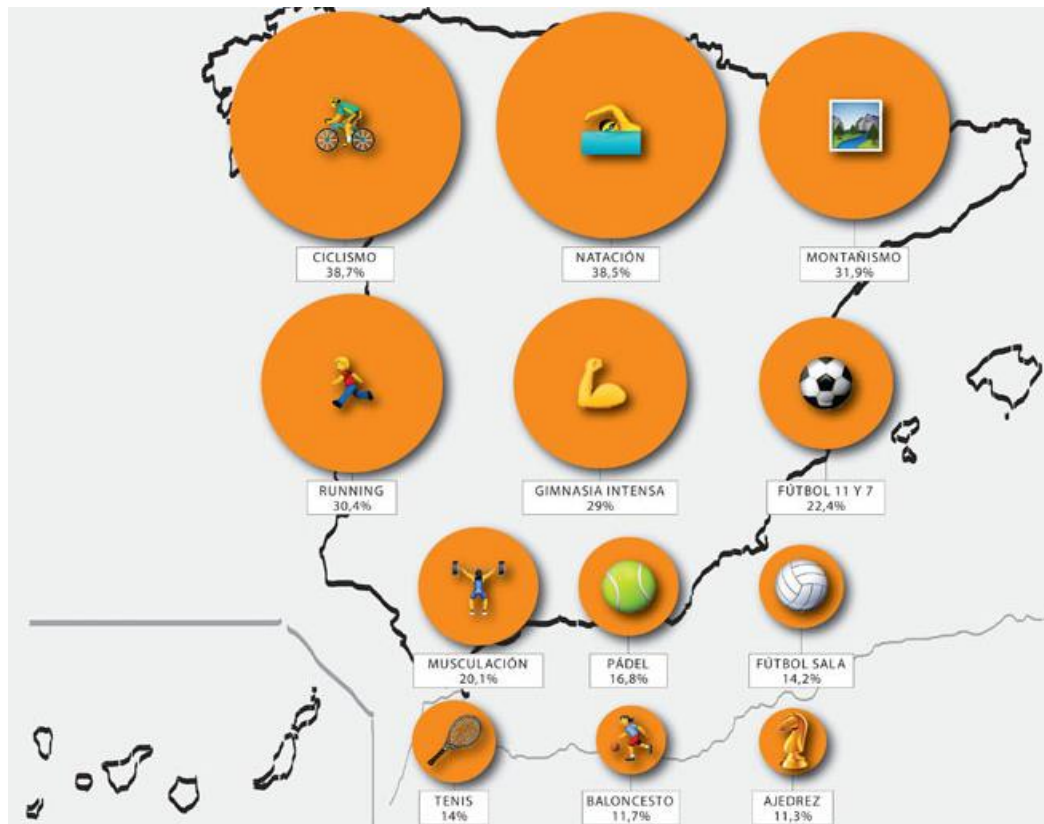 CICLISMO
38,7%
NATACIÓN
38,5%
MONTAÑISMO
31,9%
RUNNING
30,4%
GIMNASIA INTENSA
29%
FÚTBOL 11 Y 7
22,4%
MUSCULACIÓN
20,1%
PÁDEL
16,8%
FÚTBOL SALA
14,2%
TENIS
14%
BALONCESTO
11,7%
AJEDREZ
11,3%